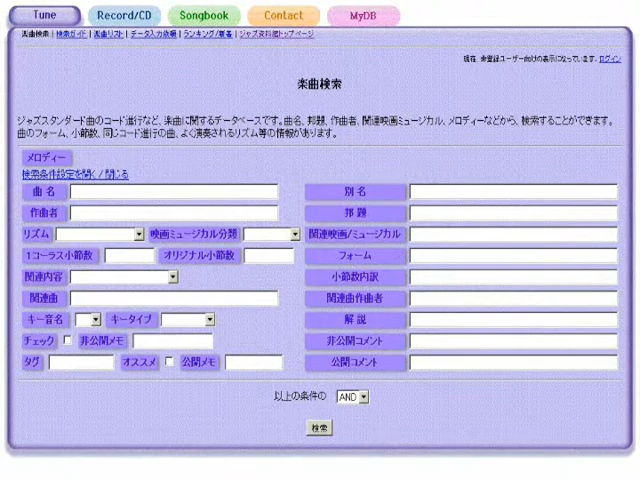 Tune Record/CD Songbook Contact MyDB
楽曲検索 | 検索ガイド | 楽曲リスト | データ入力依頼 | ランキング/新着 | ジャズ資料館トップページ
現在、未登録ユーザー向けの表示になっています。ログイン
楽曲検索
ジャズスタンダード曲のコード進行など、楽曲に関するデータベースです。曲名、邦題、作曲者、関連映画ミュージカル、メロディーなどから、検索することができます。
曲のフォーム、小節数、同じコード進行の曲、よく演奏されるリズム等の情報があります。
メロディー
検索条件設定を開く / 閉じる
曲 名 別 名
作曲者 邦 題
リズム 映画ミュージカル分類 関連映画/ミュージカル
1コーラス小節数 オリジナル小節数 フォーム
関連内容 小節数内訳
関連曲 関連曲作曲者
キー音名 キータイプ 解 説
チェック 非公開メモ 非公開コメント
タグ オススメ 公開メモ 公開コメント
以上の条件の AND
検索